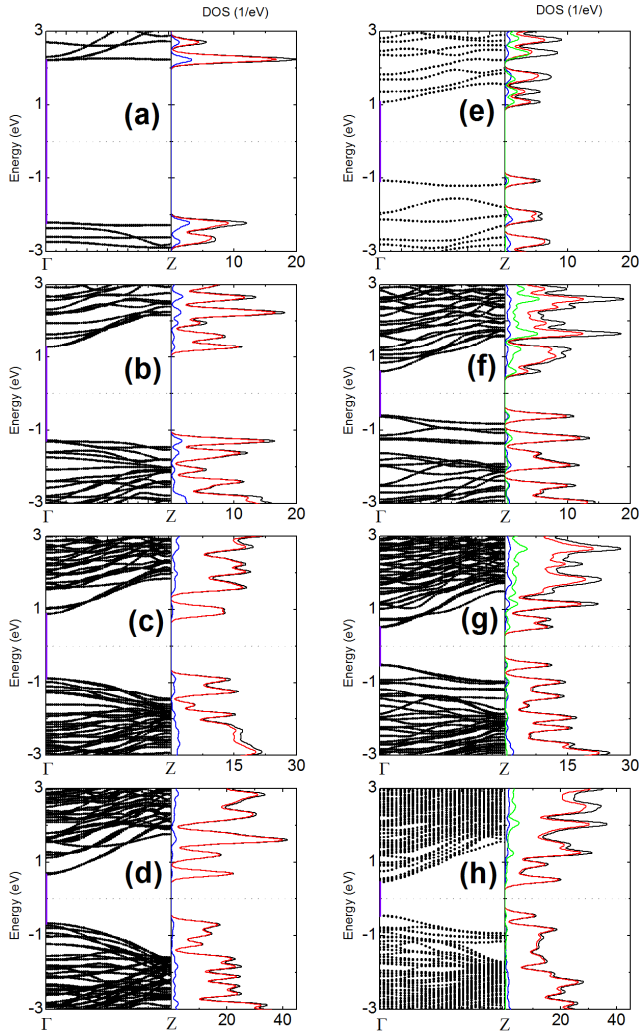 DOS (1/eV) DOS (1/eV)
3 3
1 (a) 1 (e)
Energy (eV) Energy (eV)
-1 -1
-3 -3
Γ Z 10 20 Γ Z 10 20
3 3
1 (b) 1 (f)
Energy (eV) Energy (eV)
-1 -1
-3 -3
Γ Z 10 20 Γ Z 10 20
3 3
1 (c) 1 (g)
Energy (eV) Energy (eV)
-1 -1
-3 -3
Γ Z 15 30 Γ Z 15 30
3 3
1 (d) 1 (h)
Energy (eV) Energy (eV)
-1 -1
-3 -3
Γ Z 20 40 Γ Z 20 40